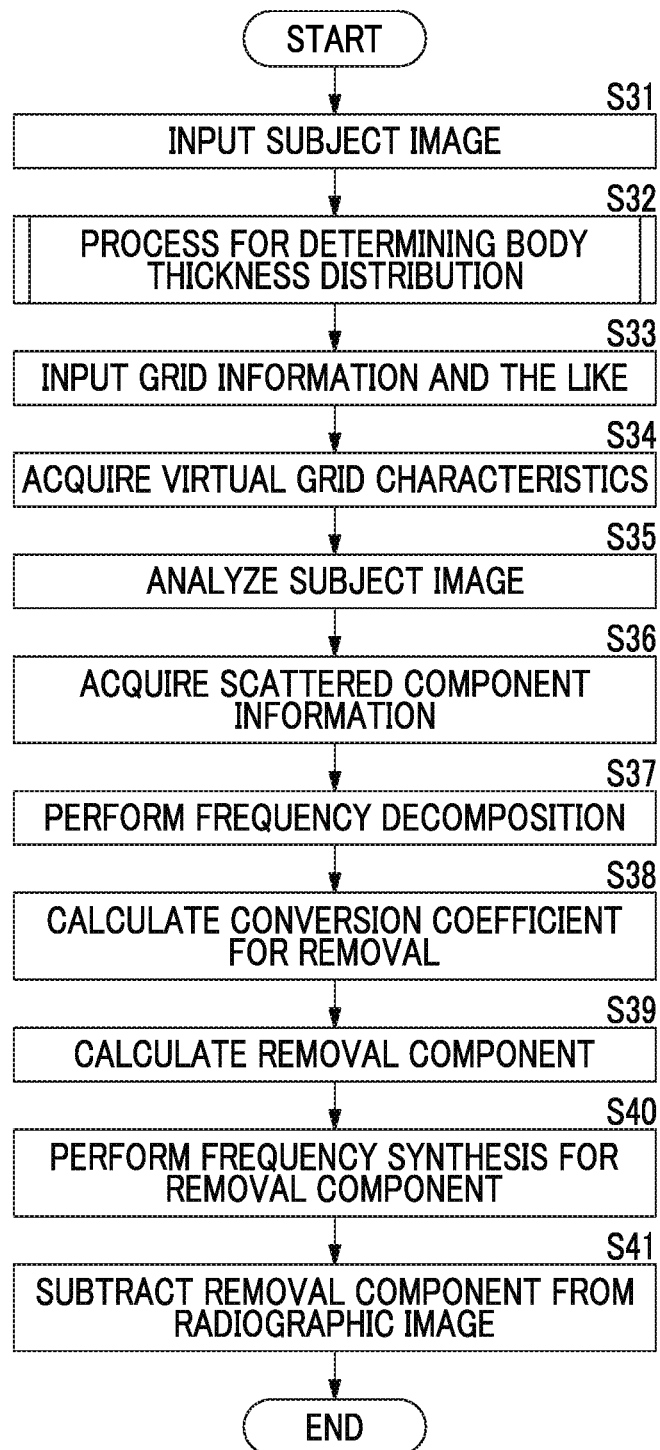 START
S31
INPUT SUBJECT IMAGE
S32
PROCESS FOR DETERMINING BODY
THICKNESS DISTRIBUTION
S33
INPUT GRID INFORMATION AND THE LIKE
S34
ACQUIRE VIRTUAL GRID CHARACTERISTICS
S35
ANALYZE SUBJECT IMAGE
S36
ACQUIRE SCATTERED COMPONENT
INFORMATION
S37
PERFORM FREQUENCY DECOMPOSITION
S38
CALCULATE CONVERSION COEFFICIENT
FOR REMOVAL
S39
CALCULATE REMOVAL COMPONENT
S40
PERFORM FREQUENCY SYNTHESIS FOR
REMOVAL COMPONENT
S41
SUBTRACT REMOVAL COMPONENT FROM
RADIOGRAPHIC IMAGE
END